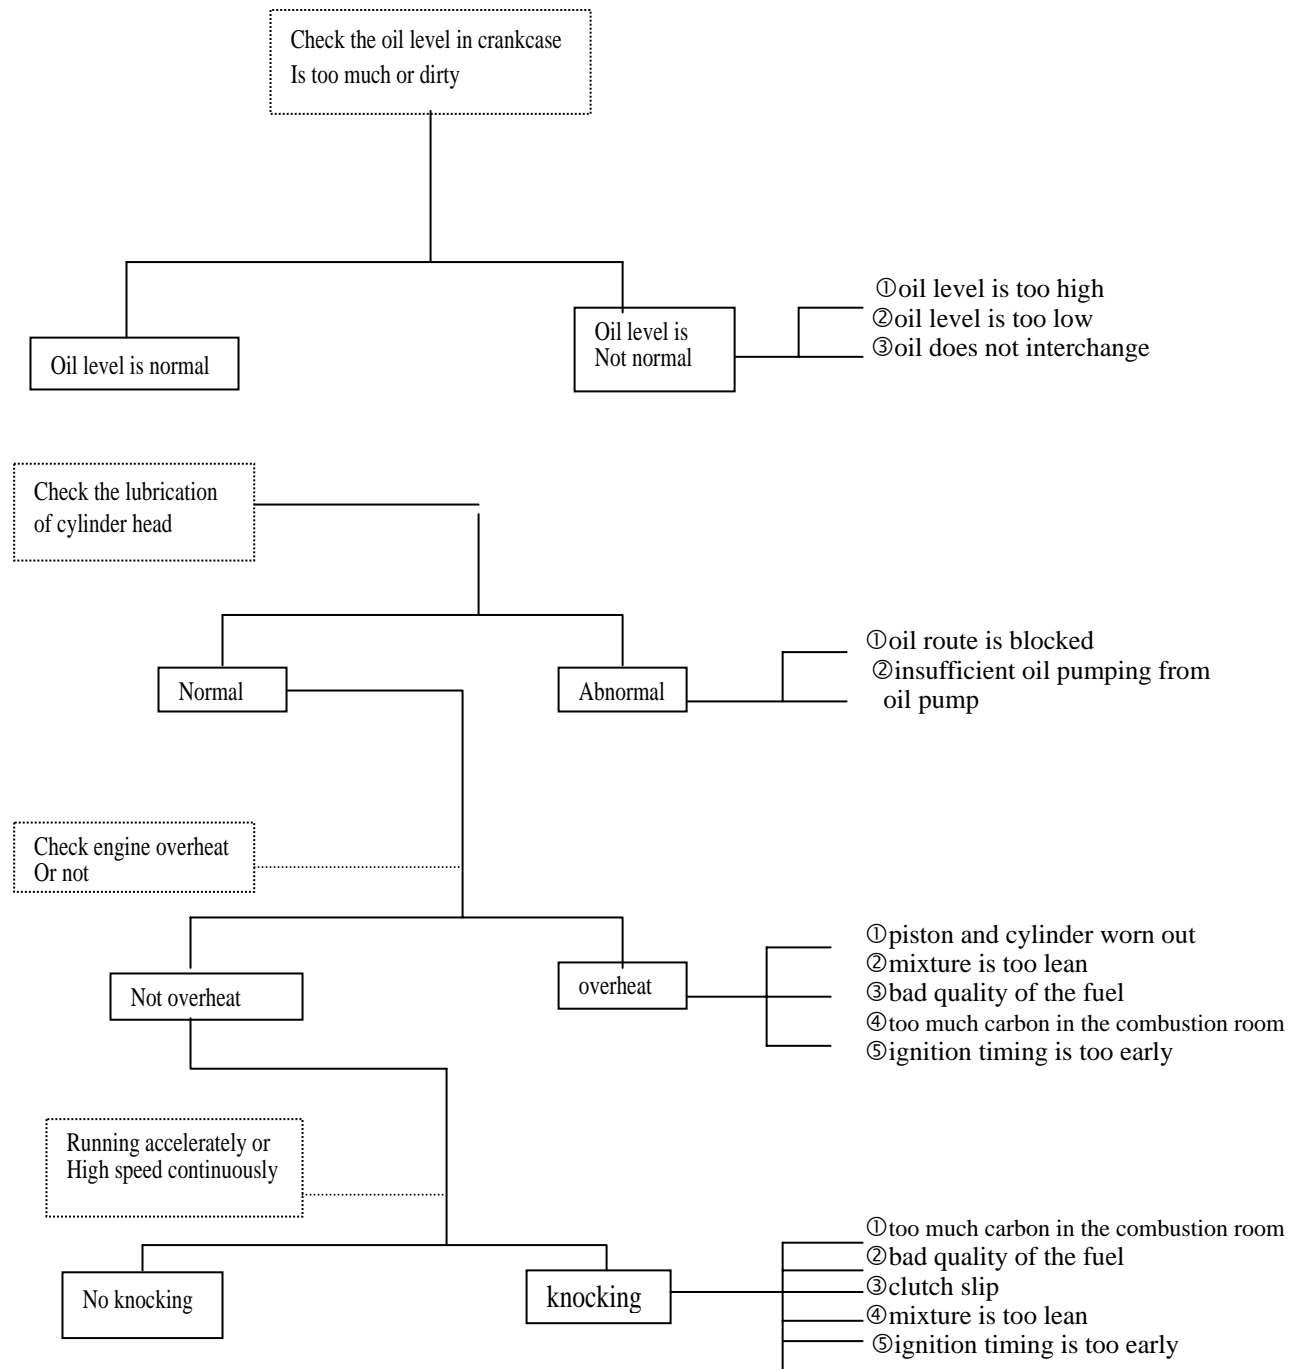 Check the oil level in crankcase
Is too much or dirty
①oil level is too high
②oil level is too low
③oil does not interchange
Oil level is normal
Oil level is
Not normal
Check the lubrication
of cylinder head
①oil route is blocked
②insufficient oil pumping from
oil pump
Normal
Abnormal
Check engine overheat
Or not
①piston and cylinder worn out
②mixture is too lean
③bad quality of the fuel
④too much carbon in the combustion room
⑤ignition timing is too early
Not overheat
overheat
Running accelerately or
High speed continuously
①too much carbon in the combustion room
②bad quality of the fuel
③clutch slip
④mixture is too lean
⑤ignition timing is too early
No knocking
knocking